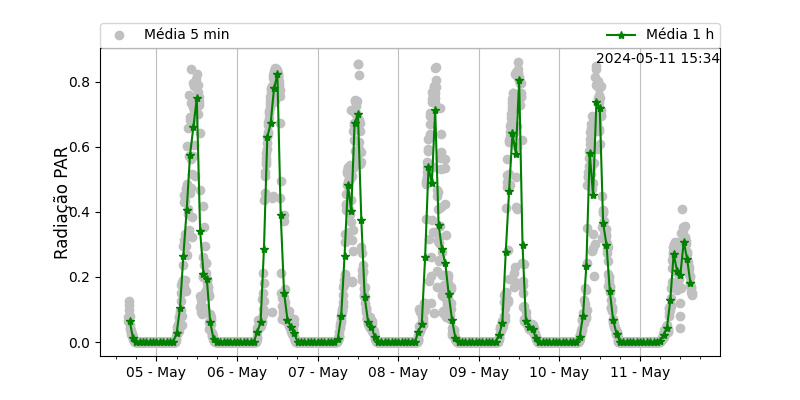 Média 5 min Média 1 h
2024-05-11 15:34
Radiação PAR
0.8
0.6
0.4
0.2
0.0
05 - May 06 - May 07 - May 08 - May 09 - May 10 - May 11 - May